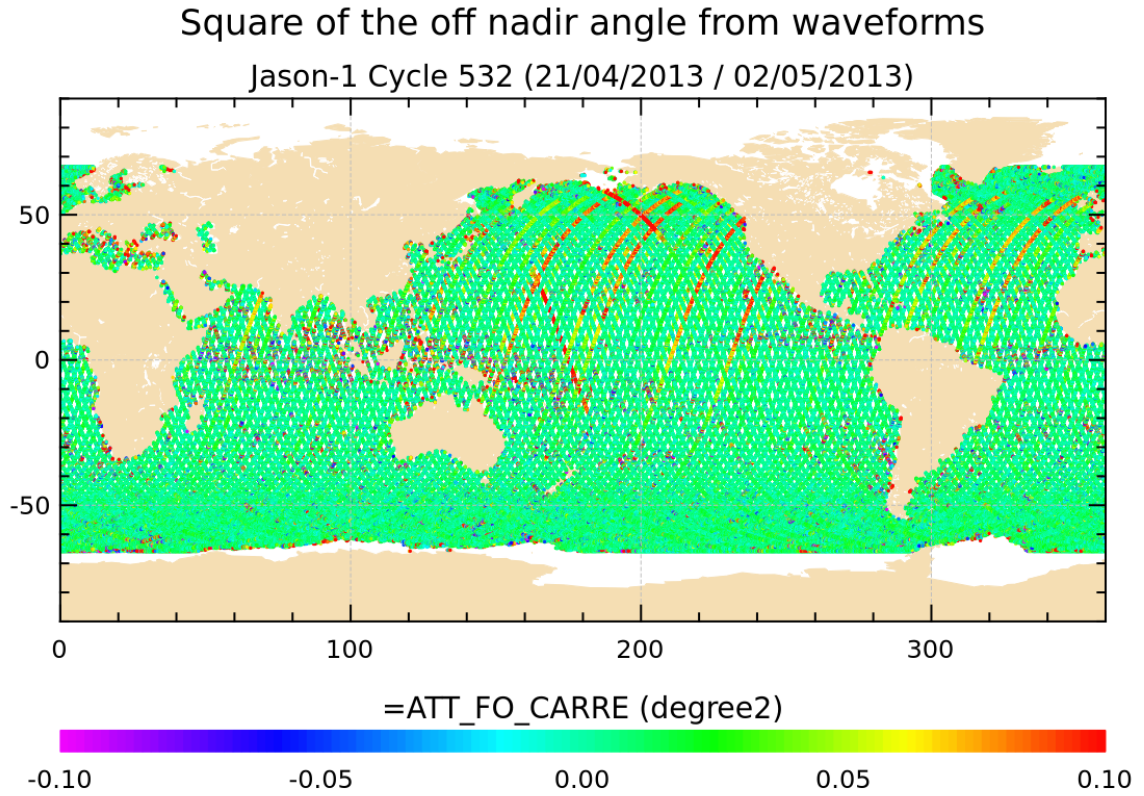 Square of the off nadir angle from waveforms
Jason-1 Cycle 532 (21/04/2013 / 02/05/2013)
50
0
-50
0 100 200 300
=ATT_FO_CARRE (degree2)
-0.10 -0.05 0.00 0.05 0.10